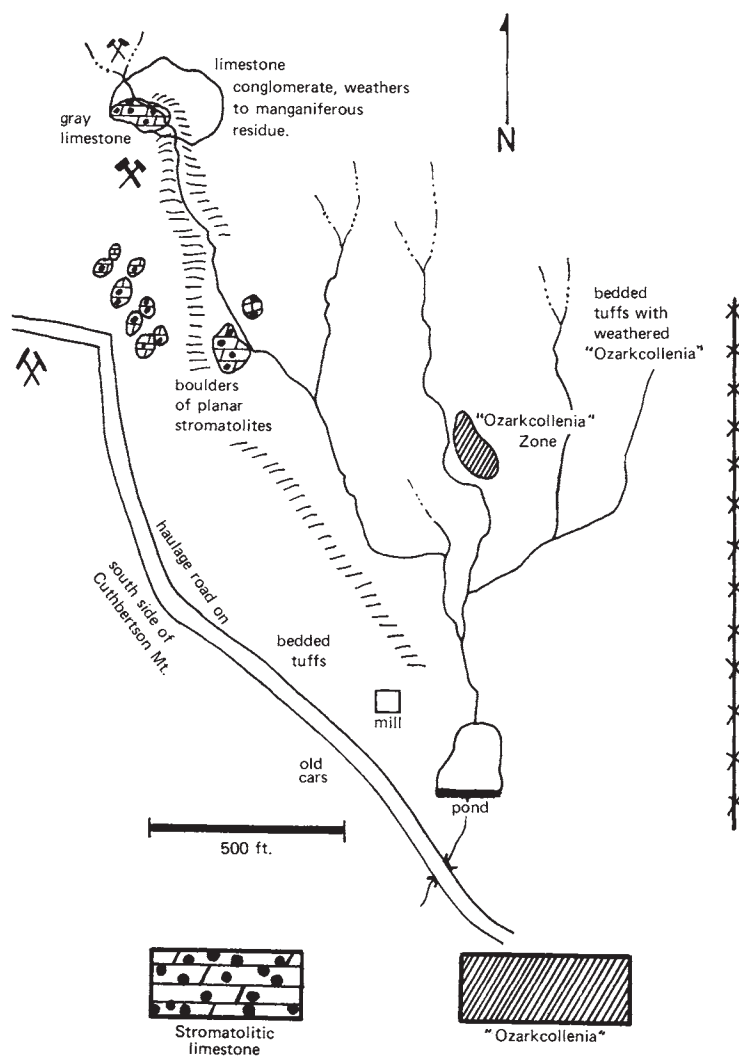 limestone
conglomerate, weathers
to manganiferous
residue.
gray
limestone
N
bedded
tuffs with
weathered
"Ozarkcollenia"
boulders
of planar
stromatolites
"Ozarkcollenia"
Zone
haulage road on
south side of
Cuthbertson Mt.
bedded
tuffs
mill
old
cars
pond
500 ft.
Stromatolitic
limestone
"Ozarkcollenia"